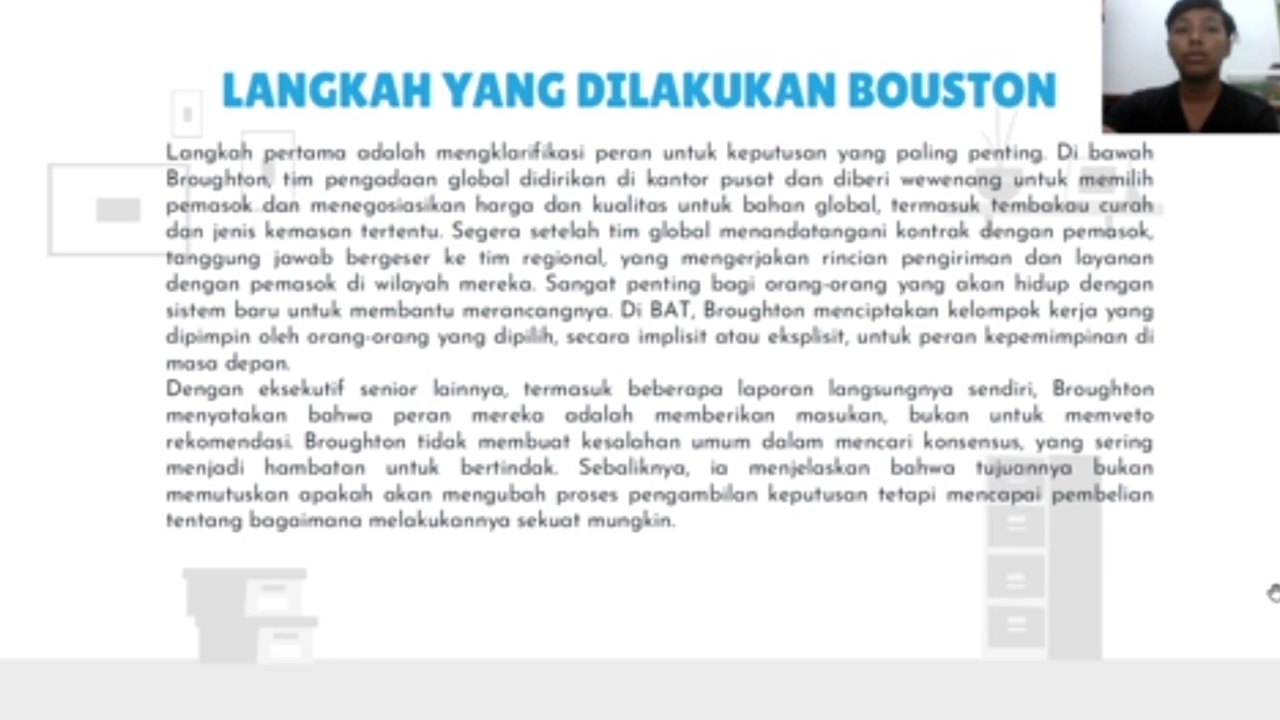 LANGKAH YANG DILAKUKAN BOUSTON
Langkah pertama adalah mengklarifikasi peran untuk keputusan yang paling penting. Di bawah
Broughton, tim pengadaan global didirikan di kantor pusat dan diberi wewenang untuk memilih
pemasok dan menegosiasikan harga dan kualitas untuk bahan global, termasuk tembakau curah
dan jenis kemasan tertentu. Segera setelah tim global menandatangani kontrak dengan pemasok,
tanggung jawab bergeser ke tim regional, yang mengerjakan rincian pengiriman dan layanan
dengan pemasok di wilayah mereka. Sangat penting bagi orang-orang yang akan hidup dengan
sistem baru untuk membantu merancangnya. Di BAT, Broughton menciptakan kelompok kerja yang
dipimpin oleh orang-orang yang dipilih, secara implisit atau eksplisit, untuk peran kepemimpinan di
masa depan.
Dengan eksekutif senior lainnya, termasuk beberapa laporan langsungnya sendiri, Broughton
menyatakan bahwa peran mereka adalah memberikan masukan, bukan untuk memveto
rekomendasi. Broughton tidak membuat kesalahan umum dalam mencari konsensus, yang sering
menjadi hambatan untuk bertindak. Sebaliknya, ia menjelaskan bahwa tujuannya bukan
memutuskan apakah akan mengubah proses pengambilan keputusan tetapi mencapai pembelian
tentang bagaimana melakukannya sekuat mungkin.